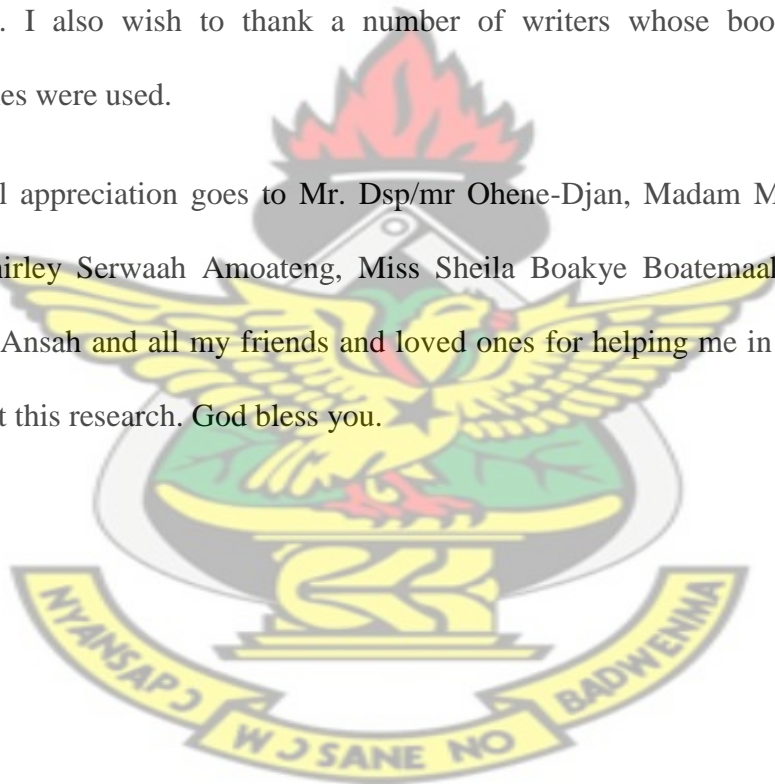 . I also wish to thank a number of writers whose boo
es were used.
l appreciation goes to Mr. Dsp/mr Ohene-Djan, Madam M
irley Serwaah Amoateng, Miss Sheila Boakye Boatemaal
Ansah and all my friends and loved ones for helping me in
t this research. God bless you.
NYANSAPƆ
WƆSANE NO
BADWENMA